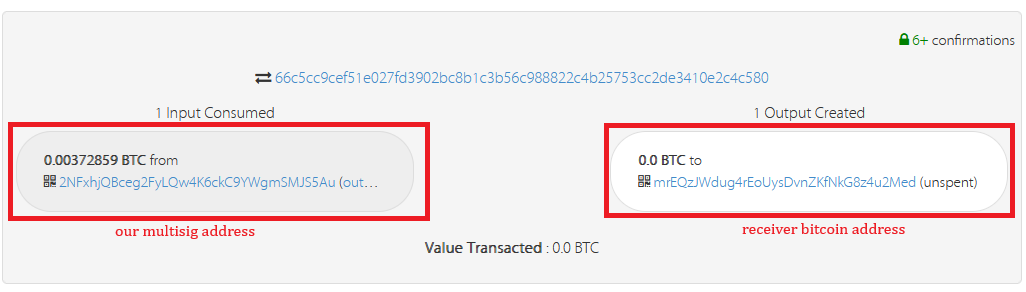 6+ confirmations
66c5cc9cef51e027fd3902bc8b1c3b56c988822c4b25753cc2de3410e2c4c580
1 Input Consumed
1 Output Created
0.00372859 BTC from
2NFxhjQBceg2FyLQw4K6ckC9YWgmSMJS5Au (out...
0.0 BTC to
mrEQzJWdug4rEoUysDvnZKfNkG8z4u2Med (unspent)
our multisig address
receiver bitcoin address
Value Transacted : 0.0 BTC